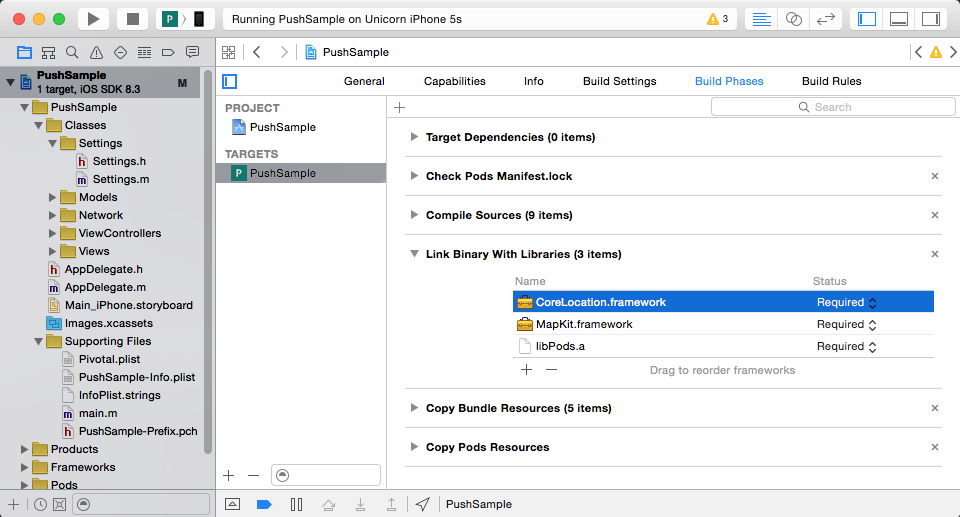 Running PushSample on Unicorn iPhone 5s
3
PushSample
PushSample
1 target, iOS SDK 8.3
M
PushSample
Classes
Settings
Settings.h
Settings.m
Models
Network
ViewControllers
Views
AppDelegate.h
AppDelegate.m
Main_iPhone.storyboard
Images.xcassets
Supporting Files
Pivotal.plist
PushSample-Info.plist
InfoPlist.strings
main.m
PushSample-Prefix.pch
Products
Frameworks
Pods
General Capabilities Info Build Settings Build Phases Build Rules
PROJECT
PushSample
TARGETS
PushSample
Search
Target Dependencies (0 items)
Check Pods Manifest.lock
Compile Sources (9 items)
Link Binary With Libraries (3 items)
Name Status
CoreLocation.framework Required
MapKit.framework Required
libPods.a Required
Drag to reorder frameworks
Copy Bundle Resources (5 items)
Copy Pods Resources
PushSample